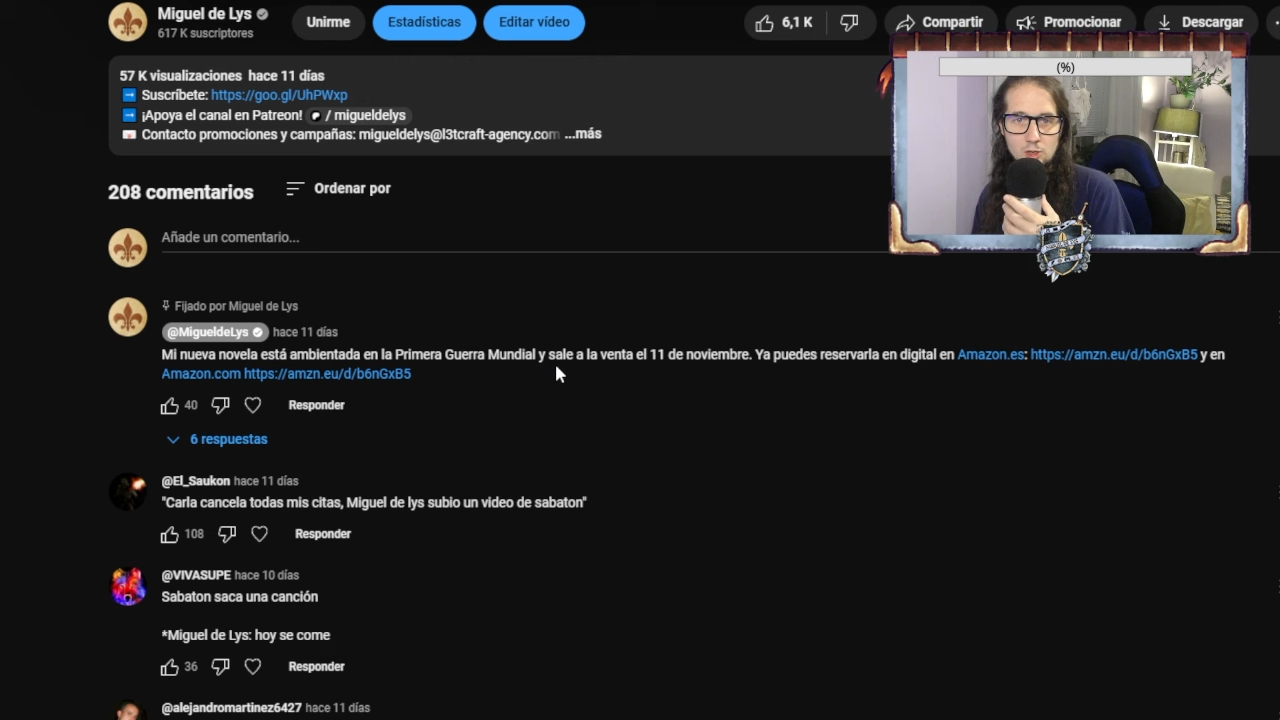 Miguel de Lys
617 K suscriptores
Unirme
Estadísticas
Editar vídeo
6,1 K
Compartir
Promocionar
Descargar
57 K visualizaciones hace 11 días
Suscríbete: https://goo.gl/UhPWxp
¡Apoya el canal en Patreon! / migueldelys
Contacto promociones y campañas: migueldelys@l3tcraft-agency.com ...más
(%)
208 comentarios
Ordenar por
Añade un comentario...
Fijado por Miguel de Lys
@MigueldeLys hace 11 días
Mi nueva novela está ambientada en la Primera Guerra Mundial y sale a la venta el 11 de noviembre. Ya puedes reservarla en digital en Amazon.es: https://amzn.eu/d/b6nGxB5 y en
Amazon.com https://amzn.eu/d/b6nGxB5
40
Responder
6 respuestas
@El_Saukon hace 11 días
"Carla cancela todas mis citas, Miguel de lys subio un video de sabaton"
108
Responder
@VIVASUPE hace 10 días
Sabaton saca una canción
*Miguel de Lys: hoy se come
36
Responder
@alejandromartinez6427 hace 11 días